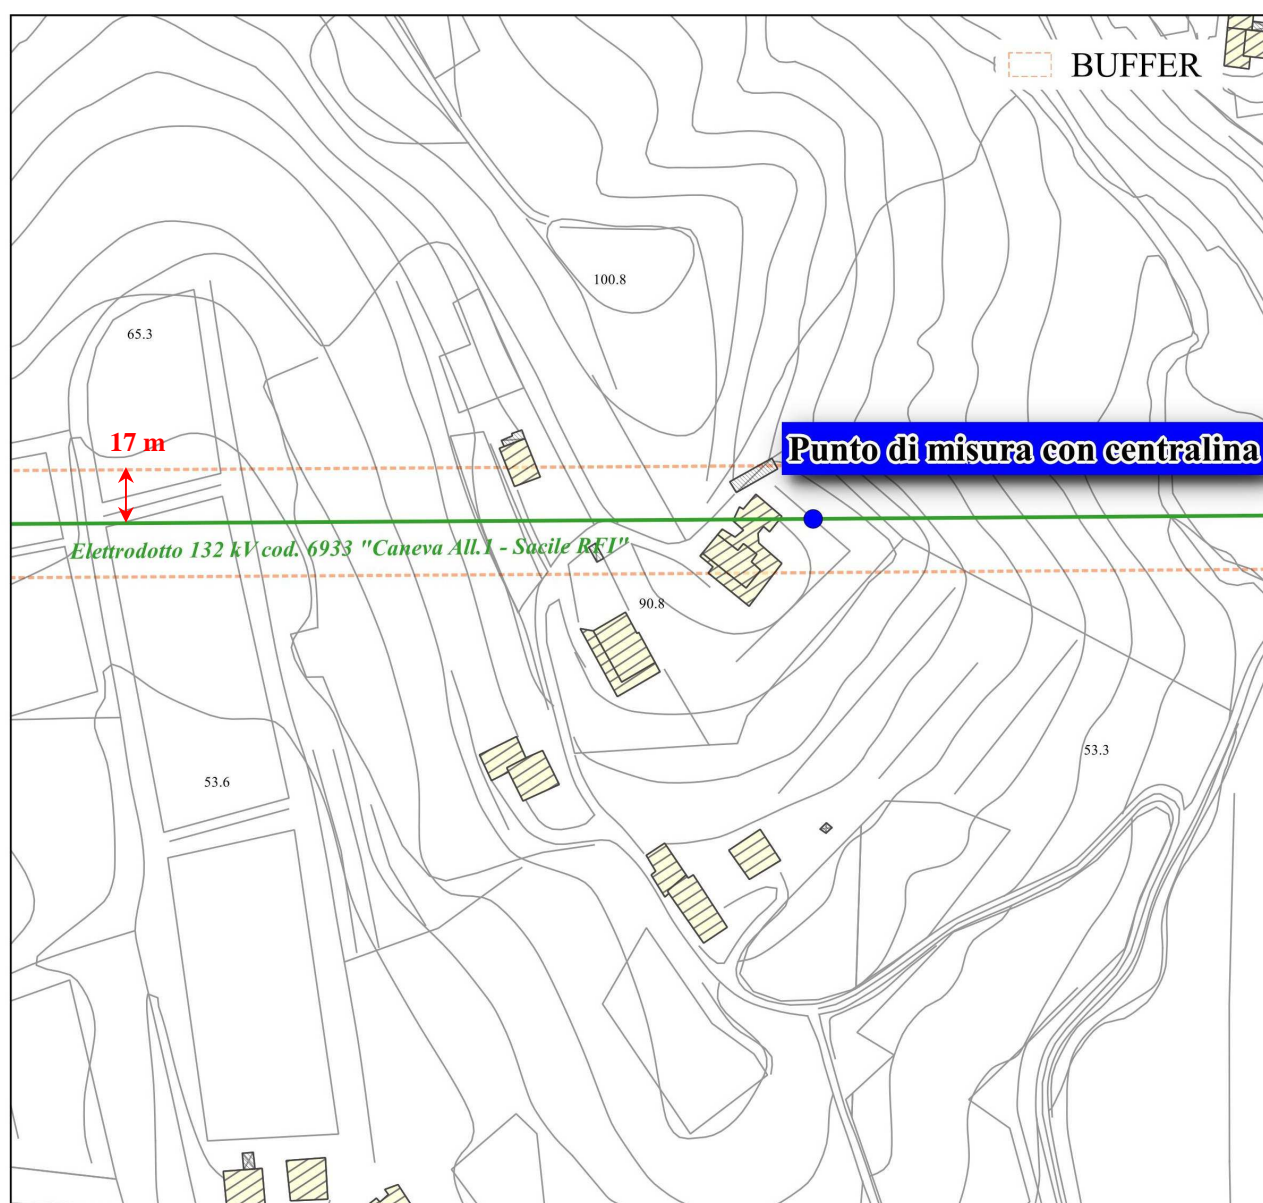 BUFFER
100.8
65.3
17 m
Punto di misura con centralina
Elettrodotto 132 kV cod. 6933 "Caneva All.1 - Sacile RFI"
90.8
53.3
53.6